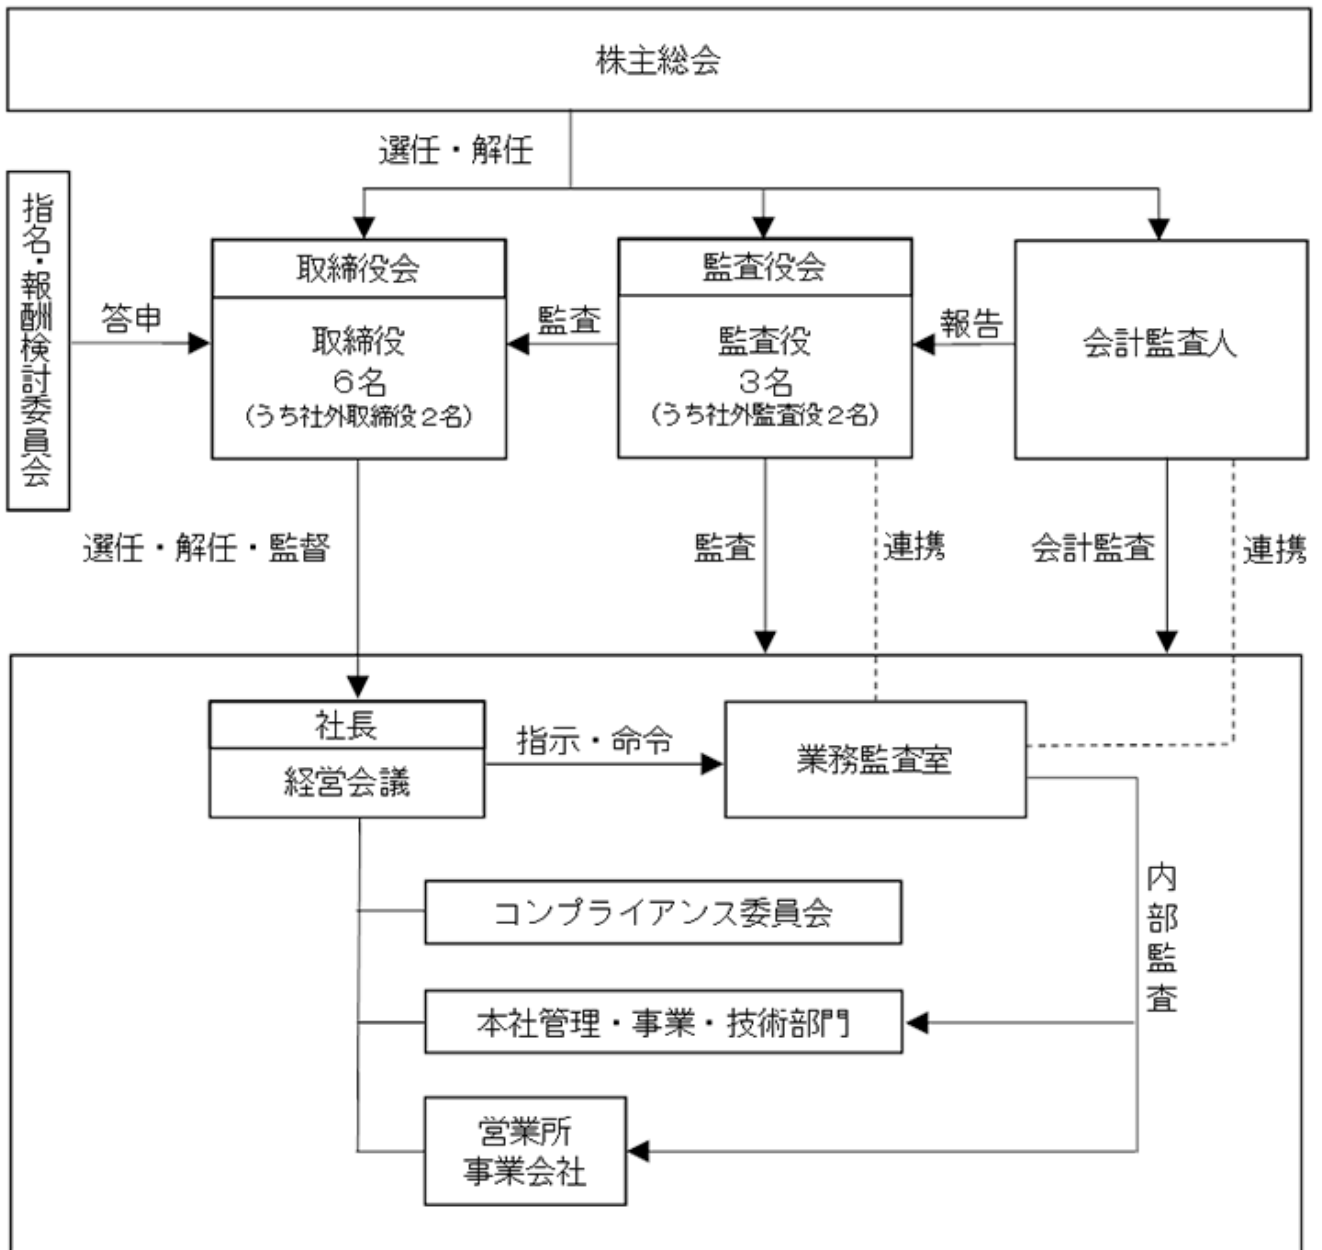 株主総会
選任・解任
指名・報酬検討委員会
答申
取締役会
取締役
6名
(うち社外取締役2名)
監査
監査役会
監査役
3名
(うち社外監査役2名)
報告
会計監査人
選任・解任・監督
監査
連携
会計監査
連携
社長
経営会議
指示・命令
業務監査室
内部監査
コンプライアンス委員会
本社管理・事業・技術部門
営業所
事業会社